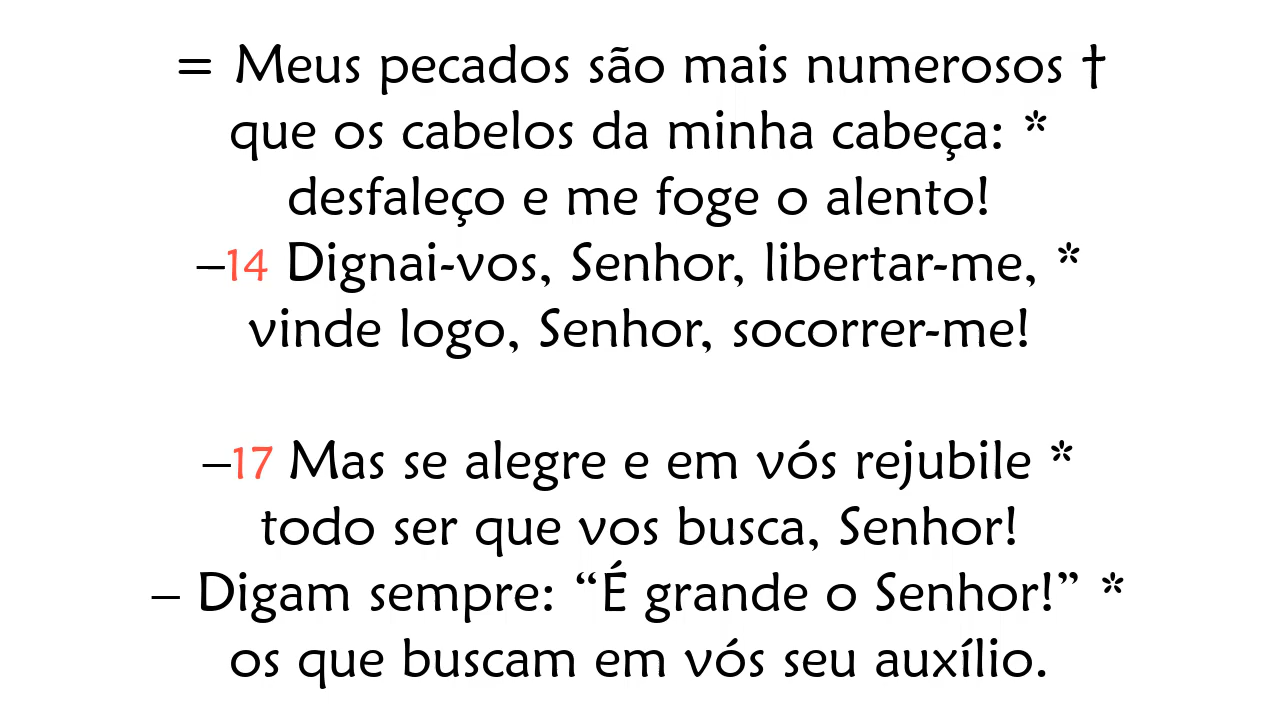 = Meus pecados são mais numerosos †
que os cabelos da minha cabeça: *
desfaleço e me foge o alento!
–14 Dignai-vos, Senhor, libertar-me, *
vinde logo, Senhor, socorrer-me!
–17 Mas se alegre e em vós rejubile *
todo ser que vos busca, Senhor!
– Digam sempre: “É grande o Senhor!” *
os que buscam em vós seu auxílio.